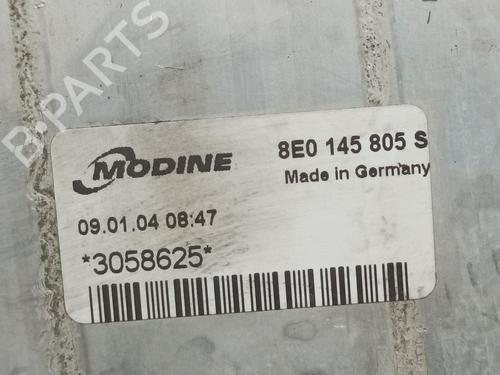 B-PARTS
MODINE
8E0 145 805 S
Made in Germany
09.01.04 08:47
*3058625*